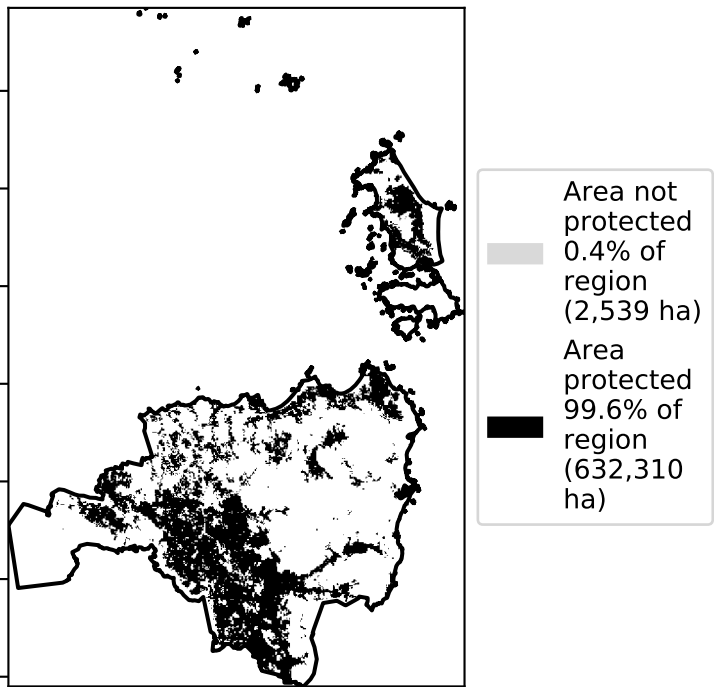 Area not
protected
0.4% of
region
(2,539 ha)
Area
protected
99.6% of
region
(632,310
ha)